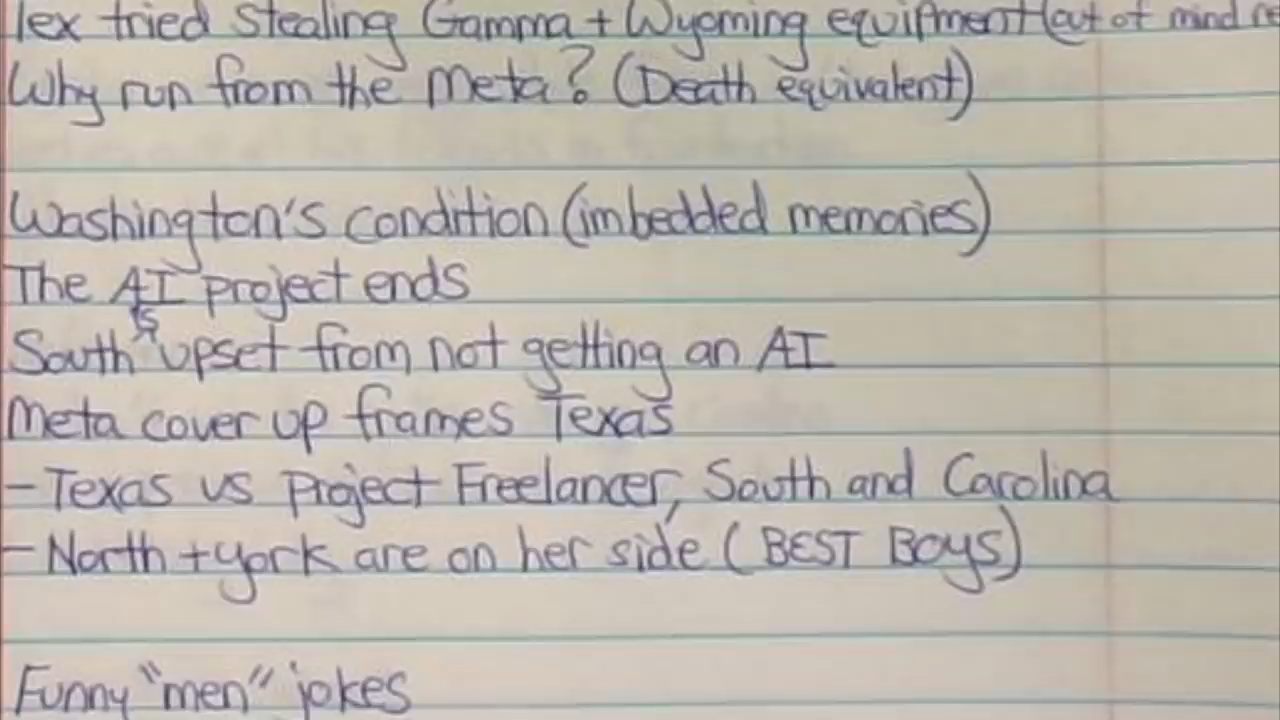 Tex tried stealing Gamma + Wyoming equipment (out of mind
Why run from the Meta? (Death equivalent)
Washington's condition (imbedded memories)
The AI project ends
South is upset from not getting an AI
Meta cover up frames Texas
- Texas vs Project Freelancer, South and Carolina
- North + York are on her side (BEST BOYS)
Funny "men" jokes